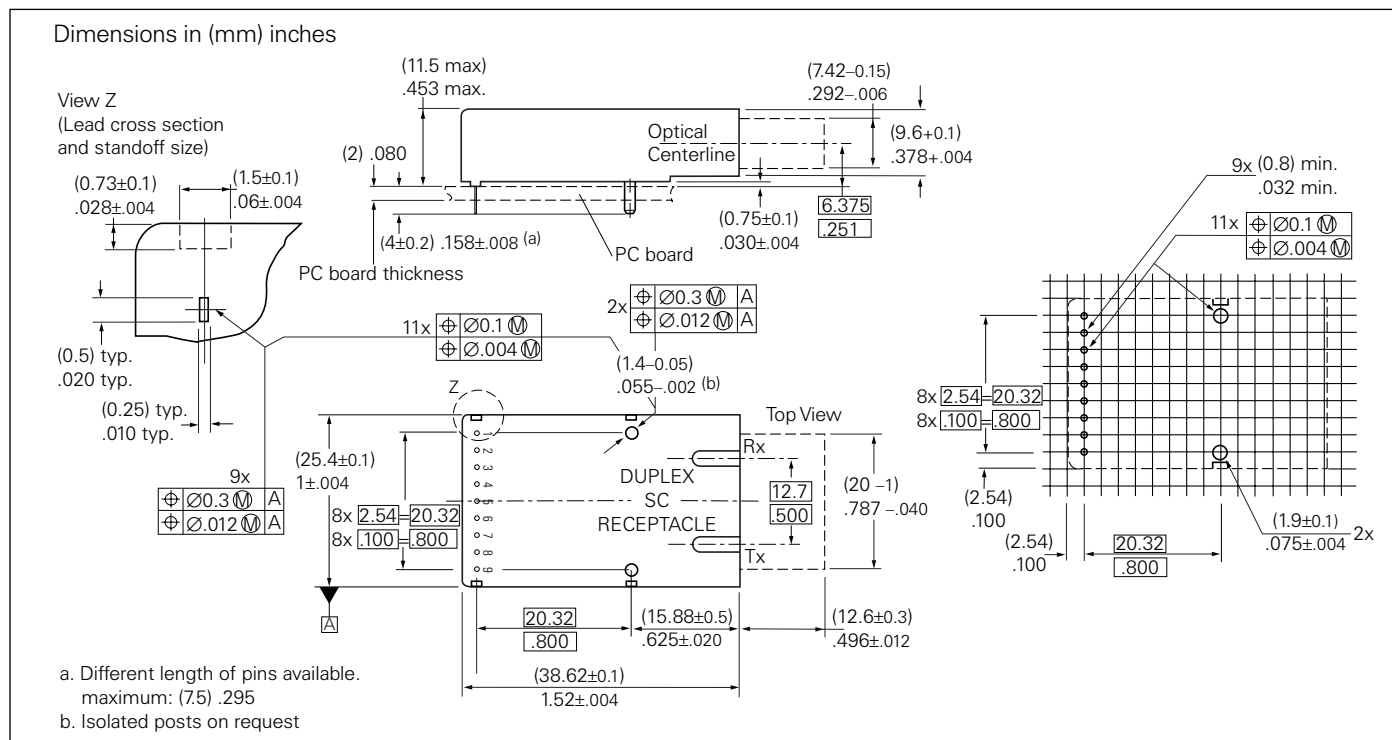 Dimensions in (mm) inches
View Z
(Lead cross section
and standoff size)
(0.73±0.1)
.028±.004
(1.5±0.1)
.06±.004
(0.5) typ.
.020 typ.
(0.25) typ.
.010 typ.
(11.5 max)
.453 max.
(2) .080
(4±0.2) .158±.008 (a)
PC board thickness
PC board
Optical
Centerline
(7.42–0.15)
.292–.006
(9.6+0.1)
.378+.004
(0.75±0.1)
.030±.004
6.375
.251
2x
⌖ Ø0.3 Ⓜ A
⌖ Ø.012 Ⓜ A
11x
⌖ Ø0.1 Ⓜ
⌖ Ø.004 Ⓜ
(1.4–0.05)
.055–.002 (b)
9x
⌖ Ø0.3 Ⓜ A
⌖ Ø.012 Ⓜ A
Z
Top View
(25.4±0.1)
1±.004
8x 2.54=20.32
8x .100=.800
1
2
3
4
5
6
7
8
9
Rx
DUPLEX
SC
RECEPTACLE
Tx
12.7
.500
(20 –1)
.787 –.040
A
20.32
.800
(15.88±0.5)
.625±.020
(12.6±0.3)
.496±.012
(38.62±0.1)
1.52±.004
9x (0.8) min.
.032 min.
11x
⌖ Ø0.1 Ⓜ
⌖ Ø.004 Ⓜ
8x 2.54=20.32
8x .100=.800
(2.54)
.100
(2.54)
.100
20.32
.800
(1.9±0.1)
.075±.004
2x
a. Different length of pins available.
maximum: (7.5) .295
b. Isolated posts on request